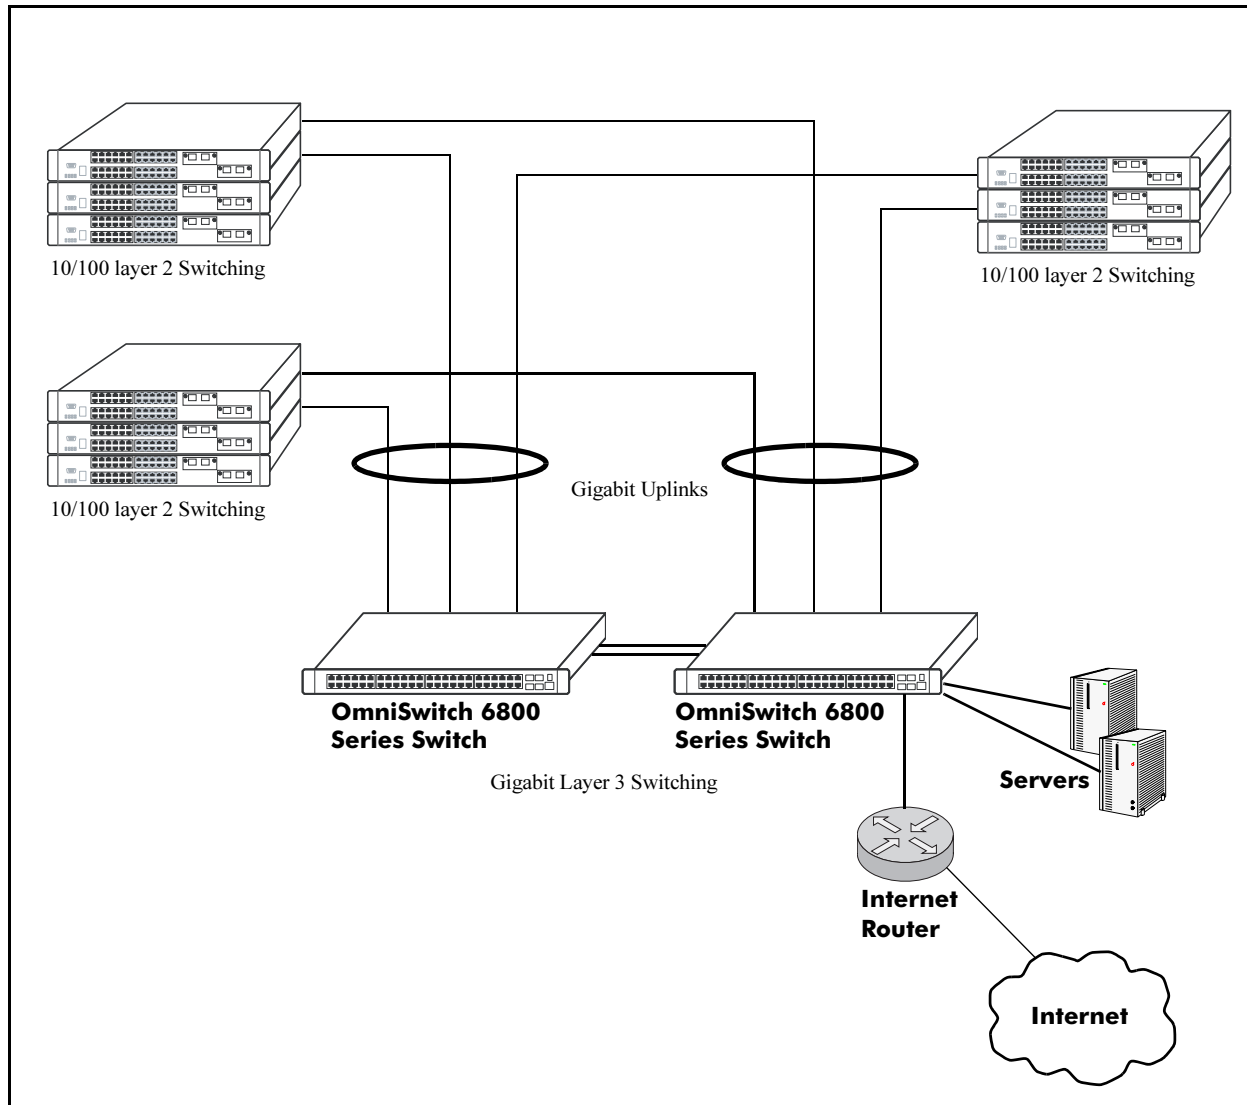 10/100 layer 2 Switching
10/100 layer 2 Switching
10/100 layer 2 Switching
Gigabit Uplinks
OmniSwitch 6800
Series Switch
OmniSwitch 6800
Series Switch
Gigabit Layer 3 Switching
Servers
Internet
Router
Internet